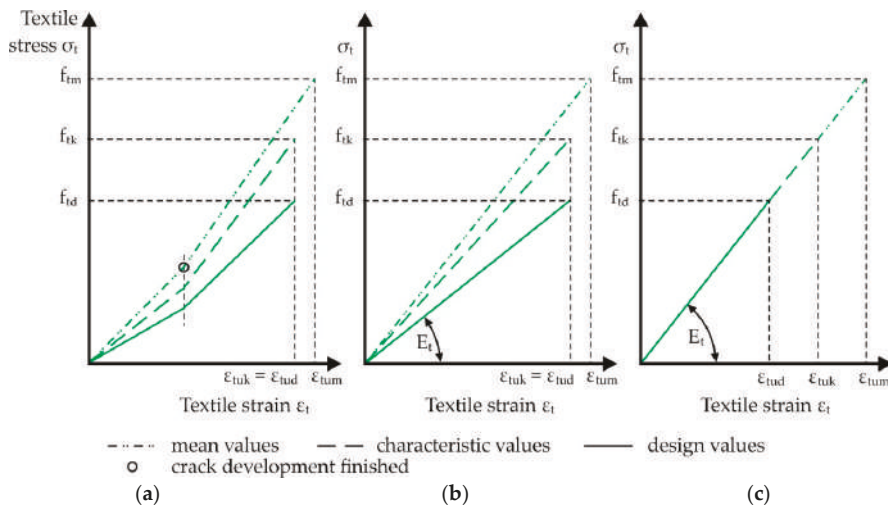 Textile
stress σt
ftm
ftk
ftd
εtuk = εtud εtum
Textile strain εt
σt
ftm
ftk
ftd
Et
εtuk = εtud εtum
Textile strain εt
σt
ftm
ftk
ftd
Et
εtud εtuk εtum
Textile strain εt
mean values characteristic values design values
crack development finished
(a) (b) (c)